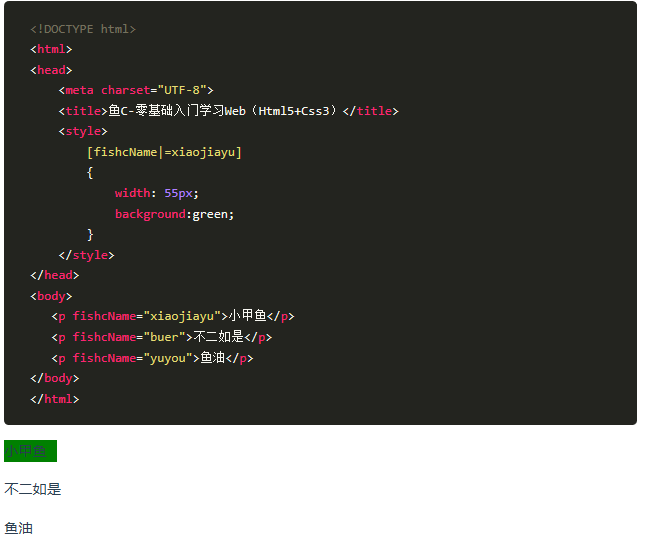 <!DOCTYPE html>
<html>
<head>
    <meta charset="UTF-8">
    <title>鱼C-零基础入门学习Web（Html5+Css3）</title>
    <style>
        [fishcName|=xiaojiayu]
        {
            width: 55px;
            background:green;
        }
    </style>
</head>
<body>
   <p fishcName="xiaojiayu">小甲鱼</p>
   <p fishcName="buer">不二如是</p>
   <p fishcName="yuyou">鱼油</p>
</body>
</html>
小甲鱼
不二如是
鱼油